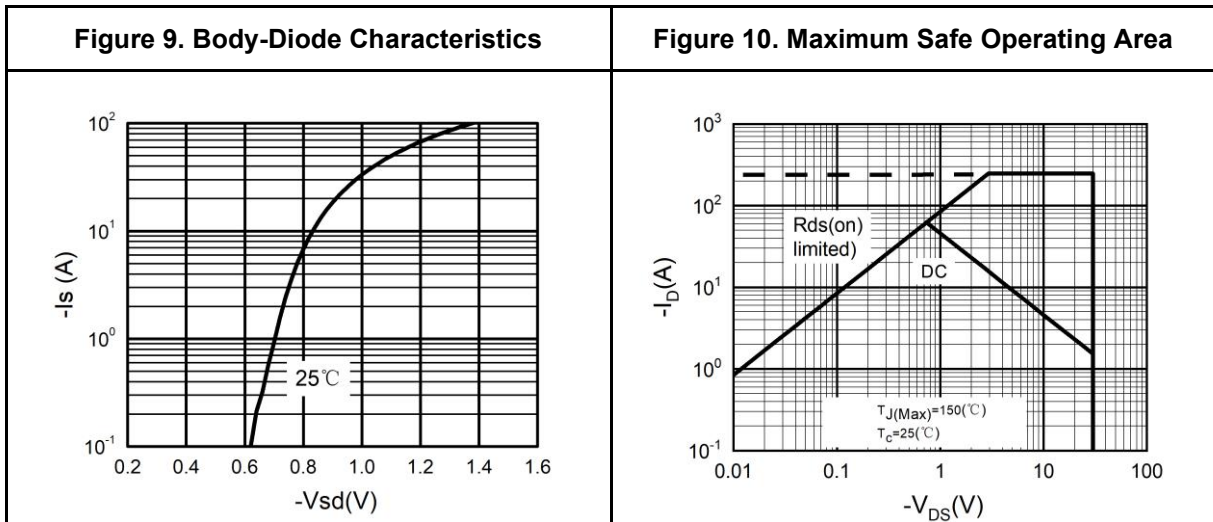 Figure 9. Body-Diode Characteristics
Figure 10. Maximum Safe Operating Area
10²
10¹
10⁰
10⁻¹
-Is (A)
25℃
0.2 0.4 0.6 0.8 1.0 1.2 1.4 1.6
-Vsd(V)
10³
10²
10¹
10⁰
10⁻¹
-I_D(A)
Rds(on)
limited)
DC
T_J(Max)=150(℃)
T_c=25(℃)
0.01 0.1 1 10 100
-V_DS(V)